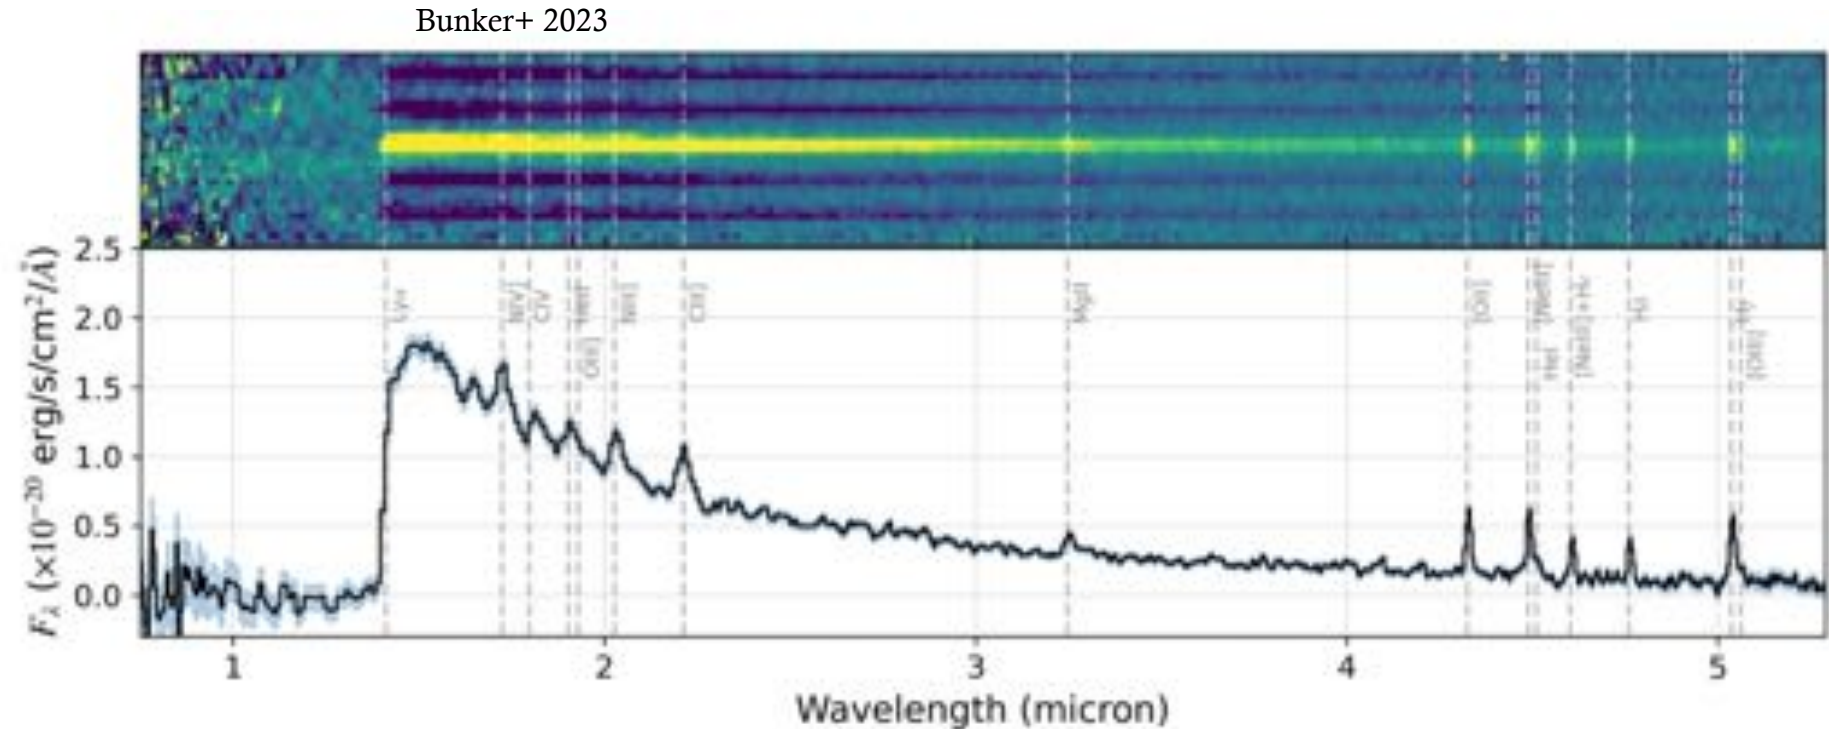 Bunker+ 2023
2.5
2.0
1.5
1.0
0.5
0.0
F_λ (×10⁻²⁰ erg/s/cm²/Å)
Lyα
NIV]
CIV
HeII
OIII]
NIII]
CIII]
MgII
[OII]
[NeIII]
HeI
[NeIII]+Hε
Hδ
Hγ
[OIII]
1 2 3 4 5
Wavelength (micron)